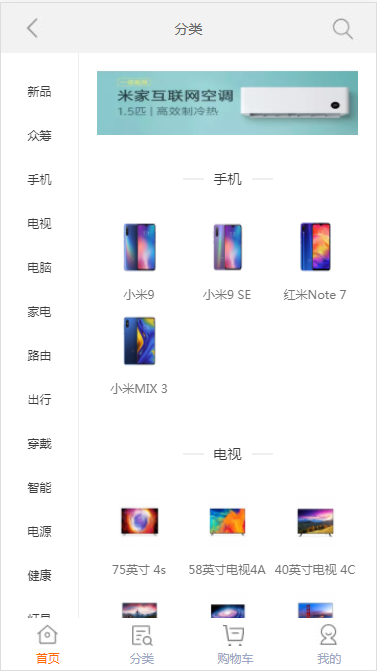 分类
新品
众筹
手机
电视
电脑
家电
路由
出行
穿戴
智能
电源
健康
米家互联网空调
1.5匹 | 高效制冷热
手机
小米9
小米9 SE
红米Note 7
小米MIX 3
电视
75英寸 4s
58英寸电视4A
40英寸电视 4C
首页
分类
购物车
我的